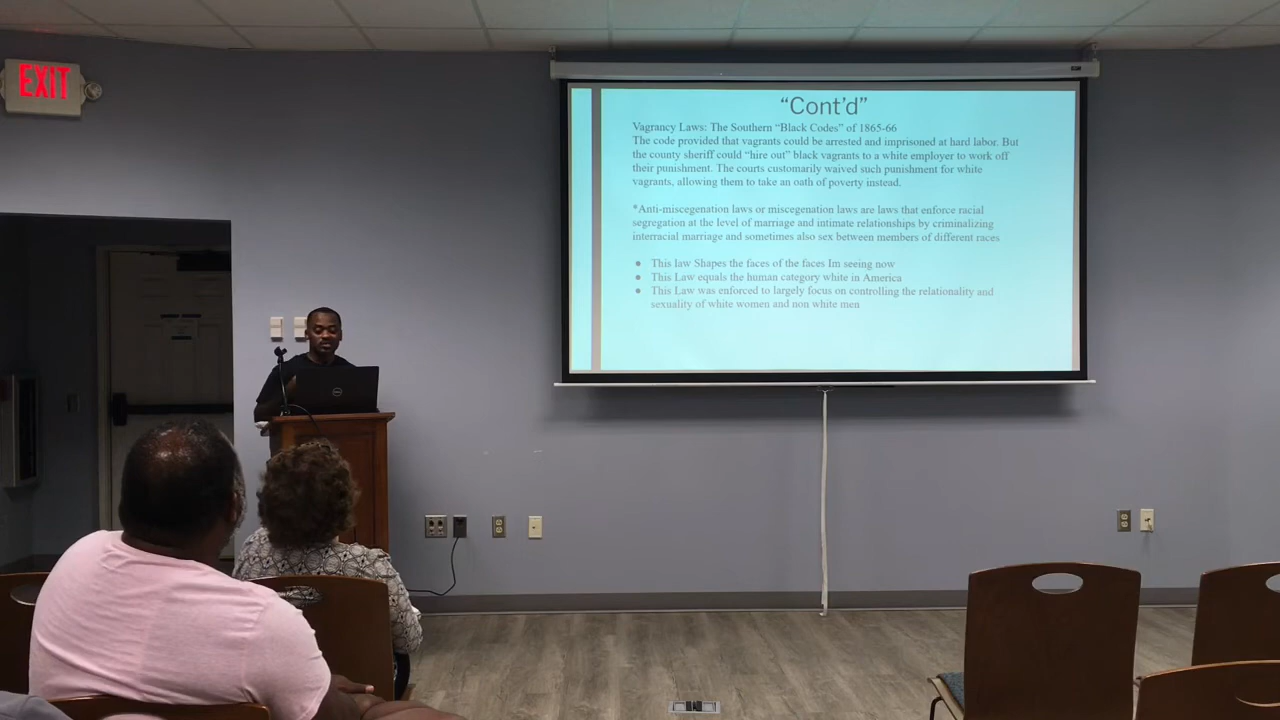 EXIT
“Cont’d”
Vagrancy Laws: The Southern “Black Codes” of 1865-66
The code provided that vagrants could be arrested and imprisoned at hard labor. But
the county sheriff could “hire out” black vagrants to a white employer to work off
their punishment. The courts customarily waived such punishment for white
vagrants, allowing them to take an oath of poverty instead.
*Anti-miscegenation laws or miscegenation laws are laws that enforce racial
segregation at the level of marriage and intimate relationships by criminalizing
interracial marriage and sometimes also sex between members of different races
● This law Shapes the faces of the faces Im seeing now
● This Law equals the human category white in America
● This Law was enforced to largely focus on controlling the relationality and
sexuality of white women and non white men
DELL